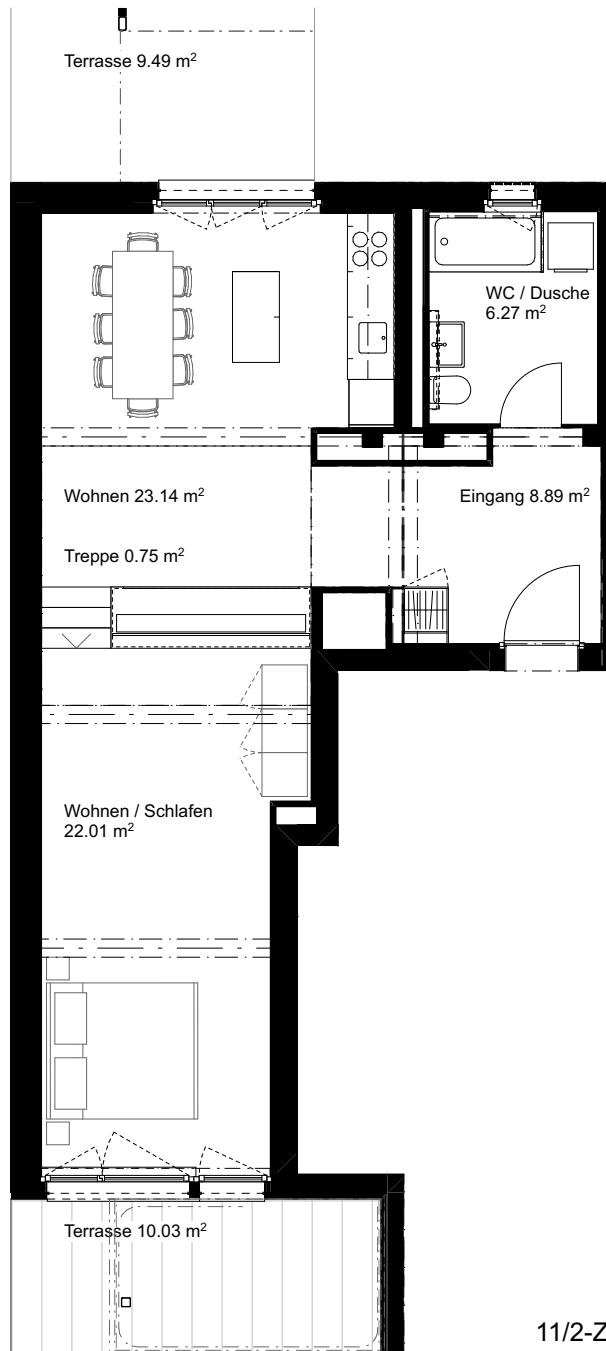 Terrasse 9.49 m²
WC / Dusche
6.27 m²
Wohnen 23.14 m²
Eingang 8.89 m²
Treppe 0.75 m²
Wohnen / Schlafen
22.01 m²
Terrasse 10.03 m²
11/2-Z